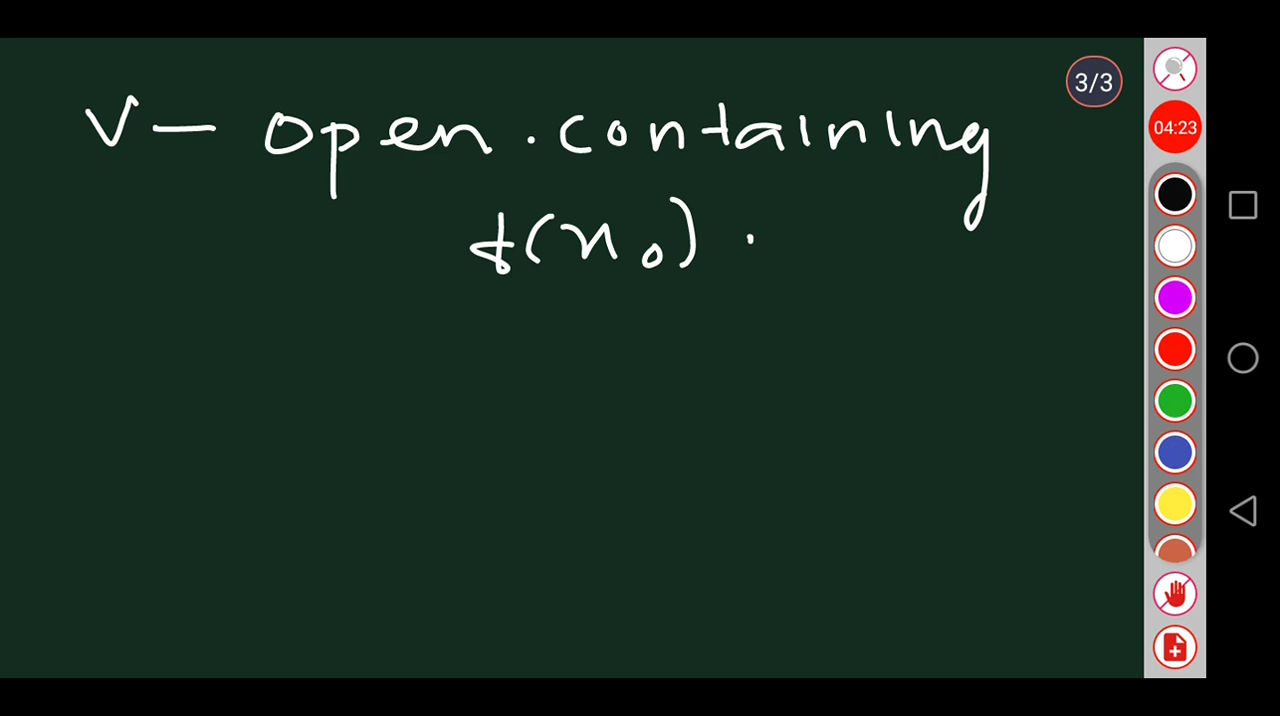 V — open. containing
f(x₀).
3/3
04:23